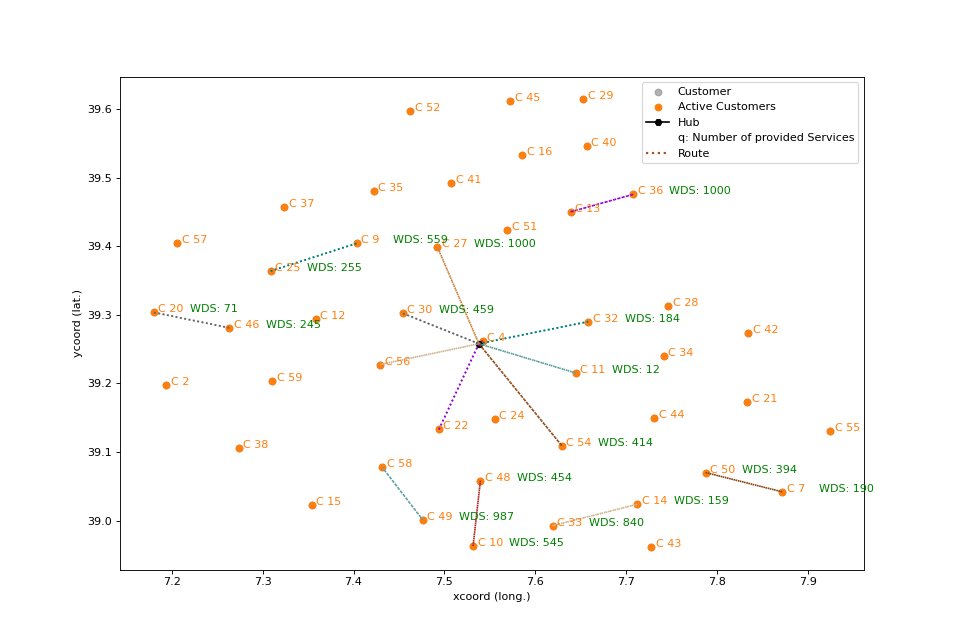 Customer
Active Customers
Hub
q: Number of provided Services
Route
39.6
39.5
39.4
39.3
39.2
39.1
39.0
ycoord (lat.)
C 29
C 45
C 52
C 40
C 16
C 41
C 35
C 36 WDS: 1000
C 37
C 13
C 51
C 57
C 9 WDS: 559
C 27 WDS: 1000
C 25 WDS: 255
C 28
C 20 WDS: 71
C 30 WDS: 459
C 12
C 32 WDS: 184
C 46 WDS: 245
C 42
C 4
C 34
C 56
C 11 WDS: 12
C 59
C 2
C 21
C 24
C 44
C 22
C 55
C 54 WDS: 414
C 38
C 58
C 50 WDS: 394
C 48 WDS: 454
C 7 WDS: 190
C 15
C 14 WDS: 159
C 49 WDS: 987
C 33 WDS: 840
C 10 WDS: 545
C 43
7.2 7.3 7.4 7.5 7.6 7.7 7.8 7.9
xcoord (long.)